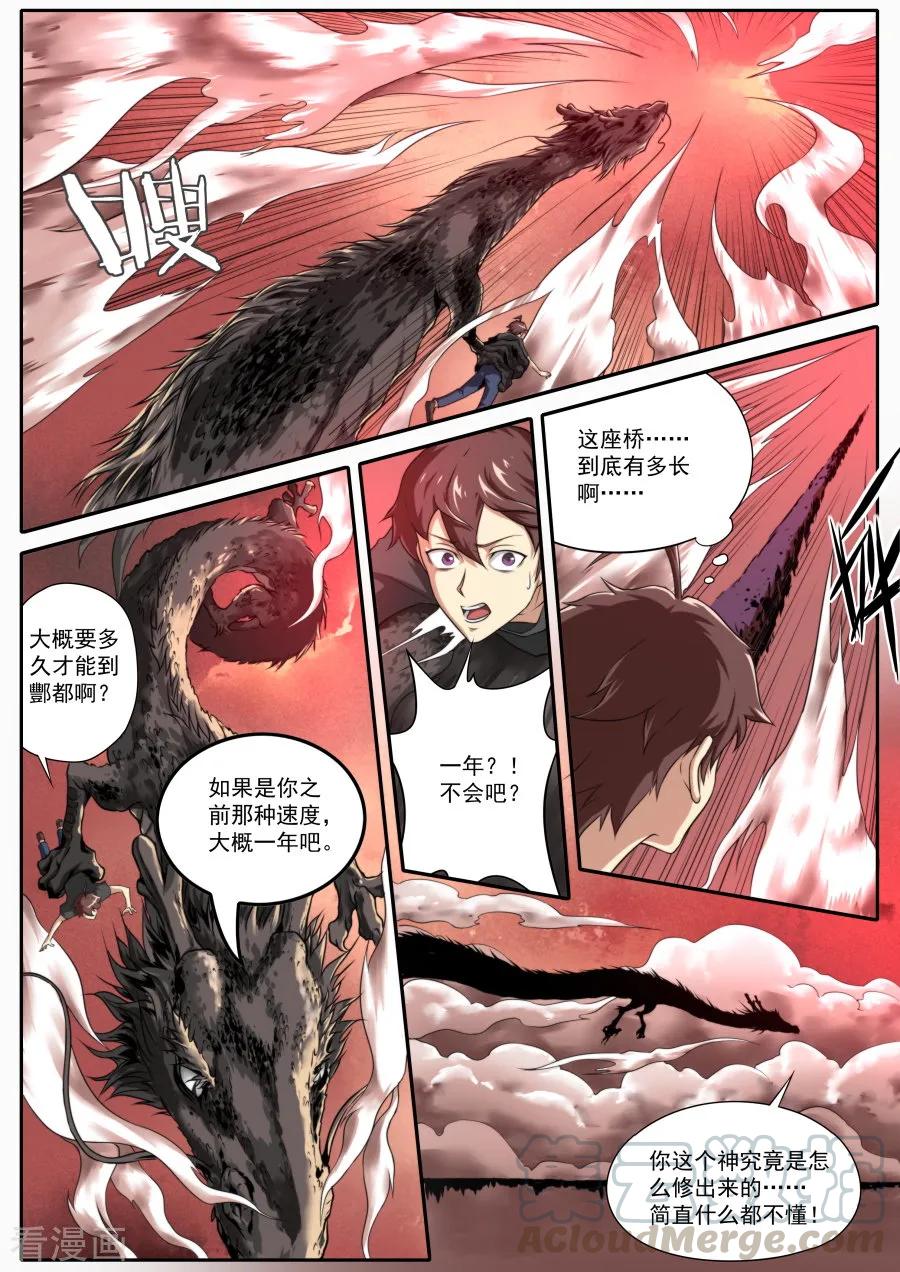 这座桥……
到底有多长
啊……
大概要多
久才能到
酆都啊？
如果是你之
前那种速度，
大概一年吧。
一年？！
不会吧？
你这个神究竟是怎
么修出来的……
简直什么都不懂！
看漫画
AcloudMerge.com